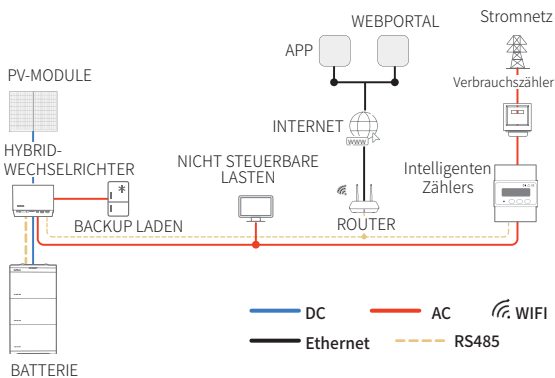 WEBPORTAL
Stromnetz
APP
PV-MODULE
Verbrauchszähler
INTERNET
www
HYBRID-
WECHSELRICHTER
NICHT STEUERBARE
LASTEN
Intelligenten
Zählers
BACKUP LADEN
ROUTER
DC
AC
WIFI
Ethernet
RS485
BATTERIE